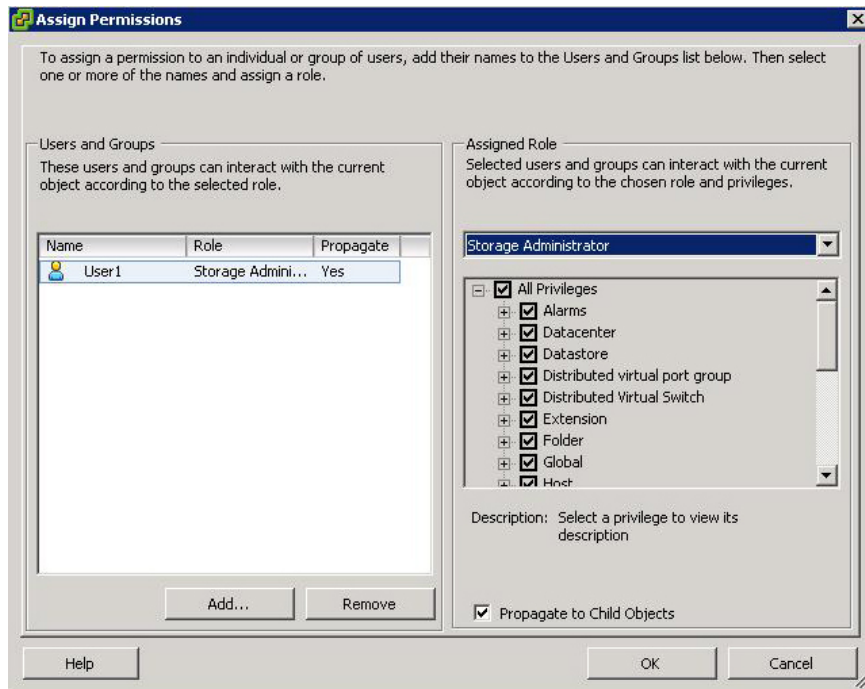 Assign Permissions
To assign a permission to an individual or group of users, add their names to the Users and Groups list below. Then select
one or more of the names and assign a role.
Users and Groups
These users and groups can interact with the current
object according to the selected role.
Name Role Propagate
User1 Storage Admini... Yes
Add... Remove
Assigned Role
Selected users and groups can interact with the current
object according to the chosen role and privileges.
Storage Administrator
All Privileges
Alarms
Datacenter
Datastore
Distributed virtual port group
Distributed Virtual Switch
Extension
Folder
Global
Host
Description: Select a privilege to view its
description
Propagate to Child Objects
Help OK Cancel